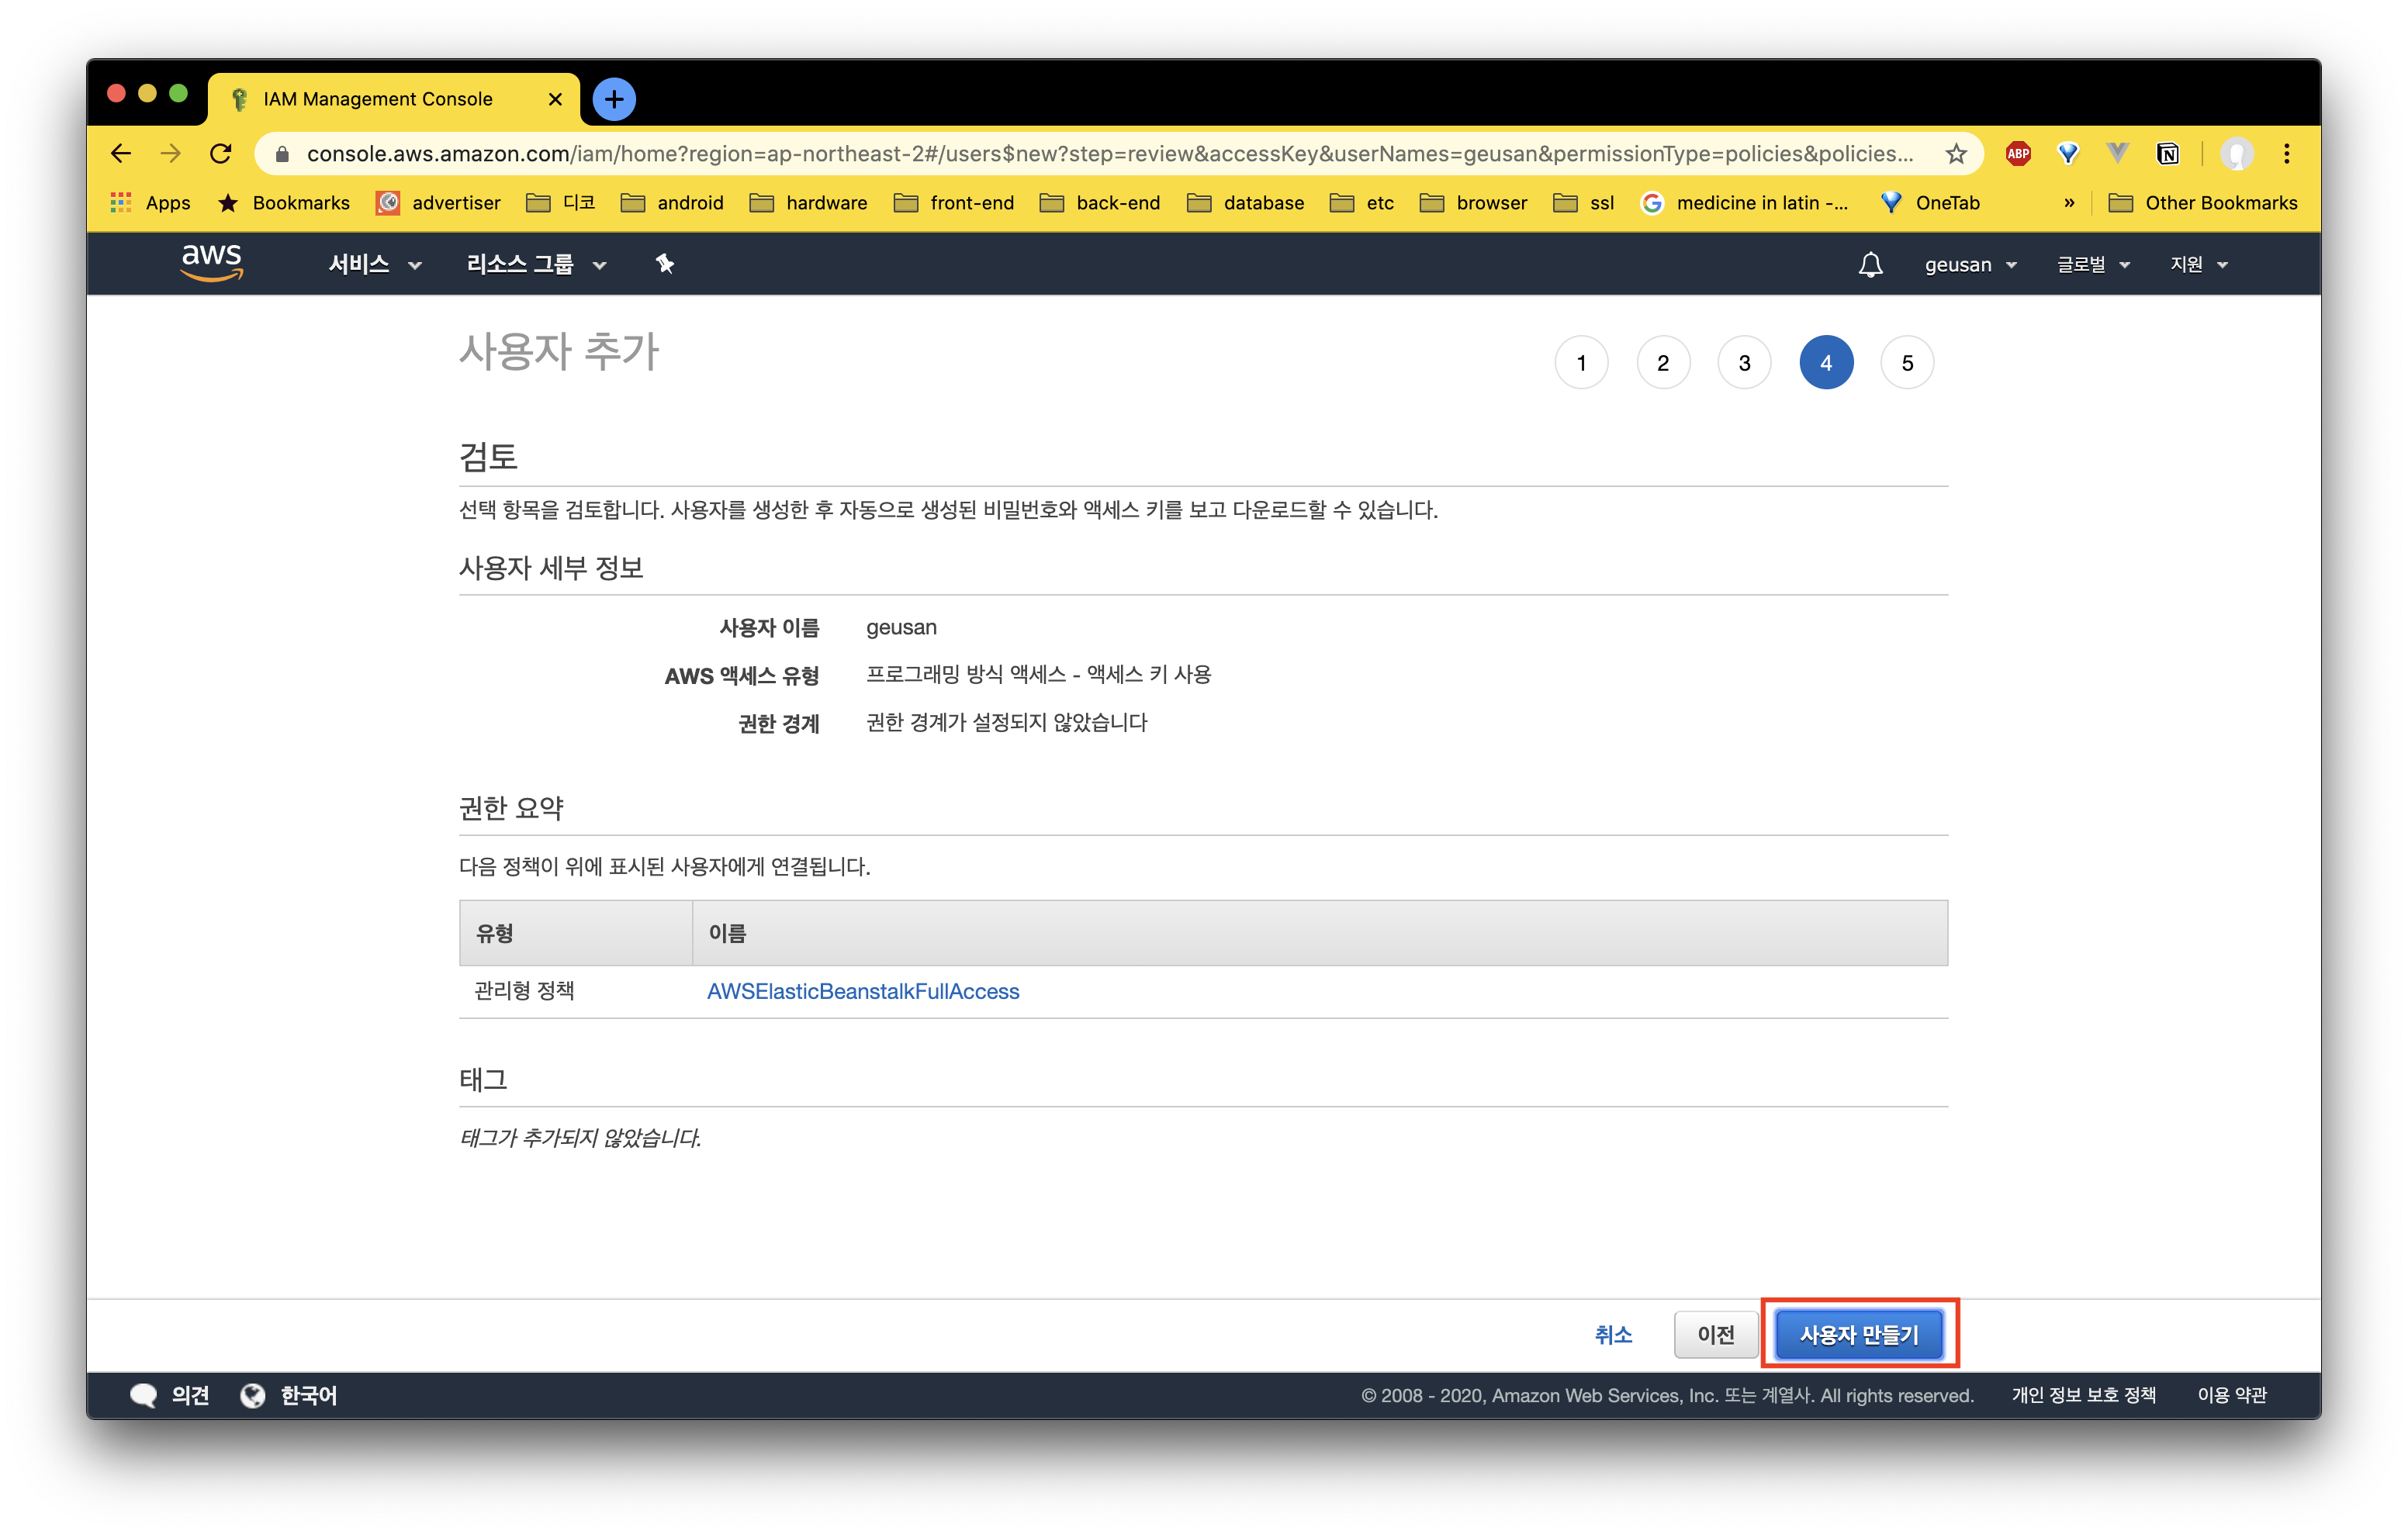 IAM Management Console
console.aws.amazon.com/iam/home?region=ap-northeast-2#/users$new?step=review&accessKey&userNames=geusan&permissionType=policies&policies...
ABP
N
Apps
Bookmarks
advertiser
디코
android
hardware
front-end
back-end
database
etc
browser
ssl
medicine in latin -...
OneTab
»
Other Bookmarks
aws
서비스
리소스 그룹
geusan
글로벌
지원
사용자 추가
1
2
3
4
5
검토
선택 항목을 검토합니다. 사용자를 생성한 후 자동으로 생성된 비밀번호와 액세스 키를 보고 다운로드할 수 있습니다.
사용자 세부 정보
사용자 이름 geusan
AWS 액세스 유형 프로그래밍 방식 액세스 - 액세스 키 사용
권한 경계 권한 경계가 설정되지 않았습니다
권한 요약
다음 정책이 위에 표시된 사용자에게 연결됩니다.
유형 이름
관리형 정책 AWSElasticBeanstalkFullAccess
태그
태그가 추가되지 않았습니다.
취소
이전
사용자 만들기
의견
한국어
© 2008 - 2020, Amazon Web Services, Inc. 또는 계열사. All rights reserved.
개인 정보 보호 정책
이용 약관